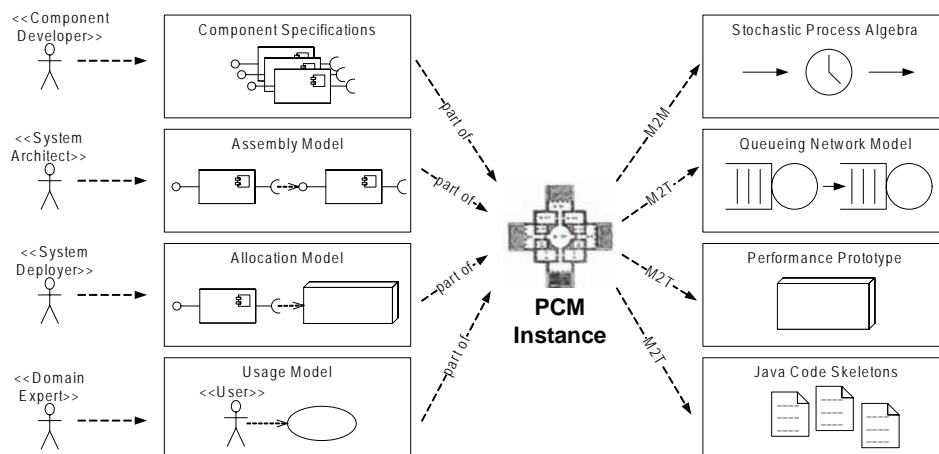 <<Component
Developer>>
Component Specifications
part of
<<System
Architect>>
Assembly Model
part of
<<System
Deployer>>
Allocation Model
part of
<<Domain
Expert>>
Usage Model
<<User>>
part of
PCM
Instance
M2M
Stochastic Process Algebra
M2T
Queueing Network Model
M2T
Performance Prototype
M2T
Java Code Skeletons